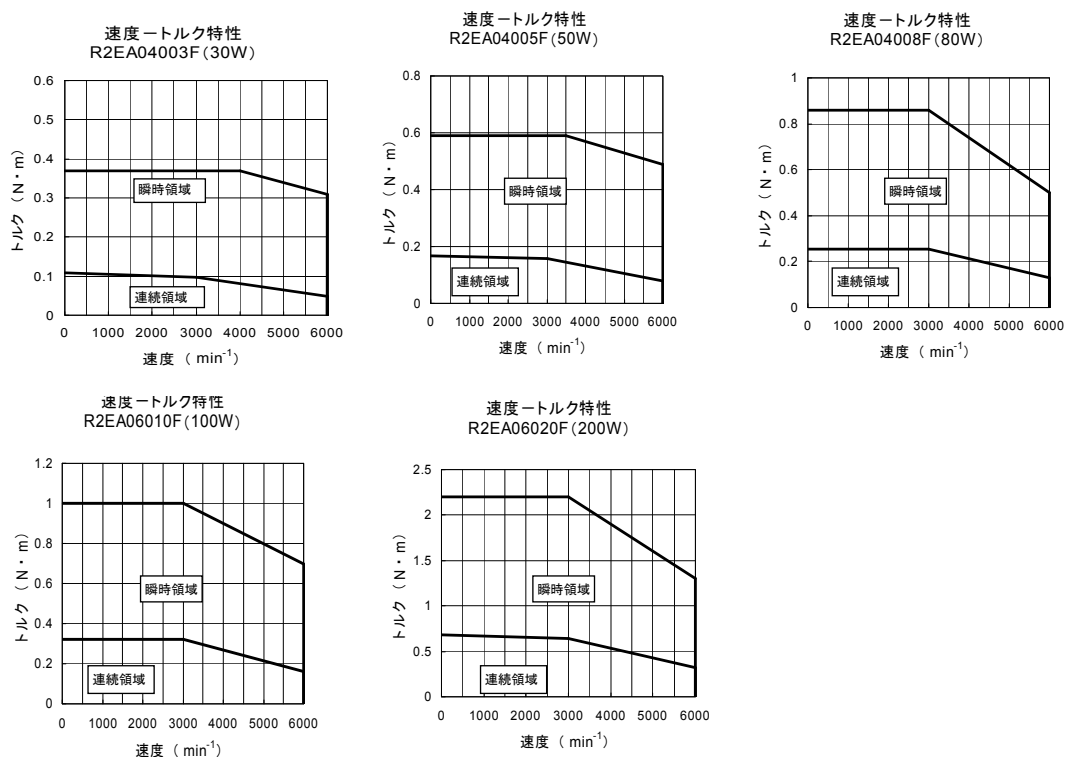 速度ートルク特性
R2EA04003F(30W)
0.6
0.5
0.4
0.3
0.2
0.1
0
トルク (N・m)
瞬時領域
連続領域
0 1000 2000 3000 4000 5000 6000
速度 ( min-1)
速度ートルク特性
R2EA04005F(50W)
0.8
0.6
0.4
0.2
0
トルク (N・m)
瞬時領域
連続領域
0 1000 2000 3000 4000 5000 6000
速度 ( min-1)
速度ートルク特性
R2EA04008F(80W)
1
0.8
0.6
0.4
0.2
0
トルク (N・m)
瞬時領域
連続領域
0 1000 2000 3000 4000 5000 6000
速度 ( min-1)
速度ートルク特性
R2EA06010F(100W)
1.2
1
0.8
0.6
0.4
0.2
0
トルク (N・m)
瞬時領域
連続領域
0 1000 2000 3000 4000 5000 6000
速度 ( min-1)
速度ートルク特性
R2EA06020F(200W)
2.5
2
1.5
1
0.5
0
トルク (N・m)
瞬時領域
連続領域
0 1000 2000 3000 4000 5000 6000
速度 ( min-1)